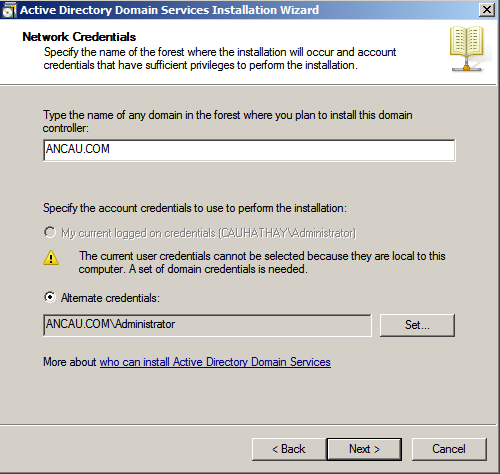 Active Directory Domain Services Installation Wizard
Network Credentials
Specify the name of the forest where the installation will occur and account
credentials that have sufficient privileges to perform the installation.
Type the name of any domain in the forest where you plan to install this domain
controller:
ANCAU.COM
Specify the account credentials to use to perform the installation:
My current logged on credentials (CAUHATHAY\Administrator)
The current user credentials cannot be selected because they are local to this
computer. A set of domain credentials is needed.
Alternate credentials:
ANCAU.COM\Administrator
Set...
More about who can install Active Directory Domain Services
< Back
Next >
Cancel